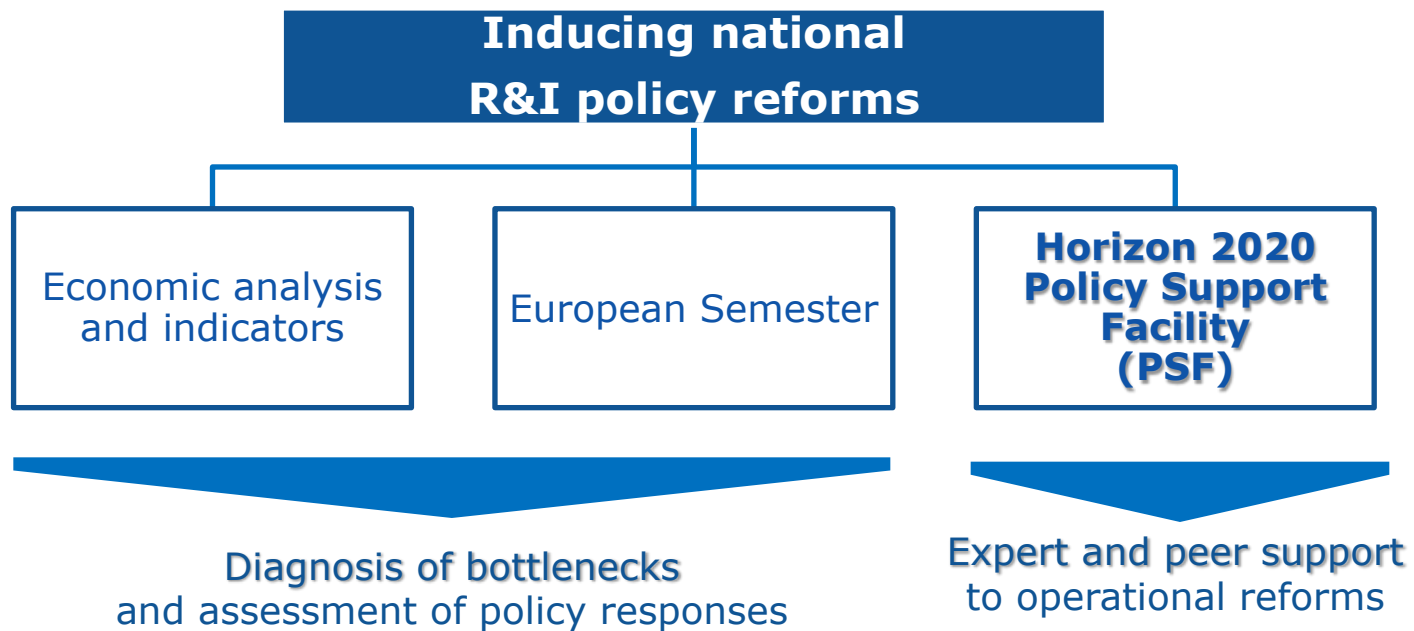 Inducing national
R&I policy reforms
Economic analysis
and indicators
European Semester
Horizon 2020
Policy Support
Facility
(PSF)
Diagnosis of bottlenecks
and assessment of policy responses
Expert and peer support
to operational reforms